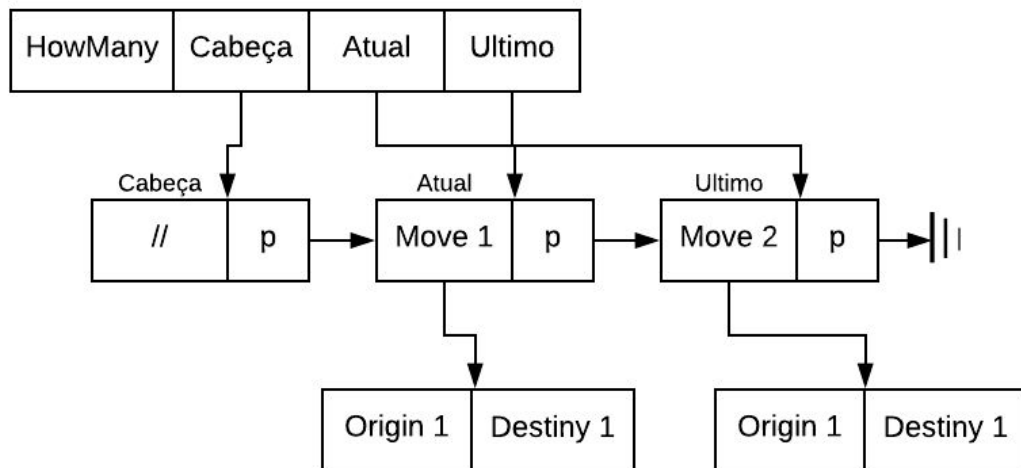 HowMany Cabeça Atual Ultimo
Cabeça Atual Ultimo
// p Move 1 p Move 2 p
Origin 1 Destiny 1 Origin 1 Destiny 1